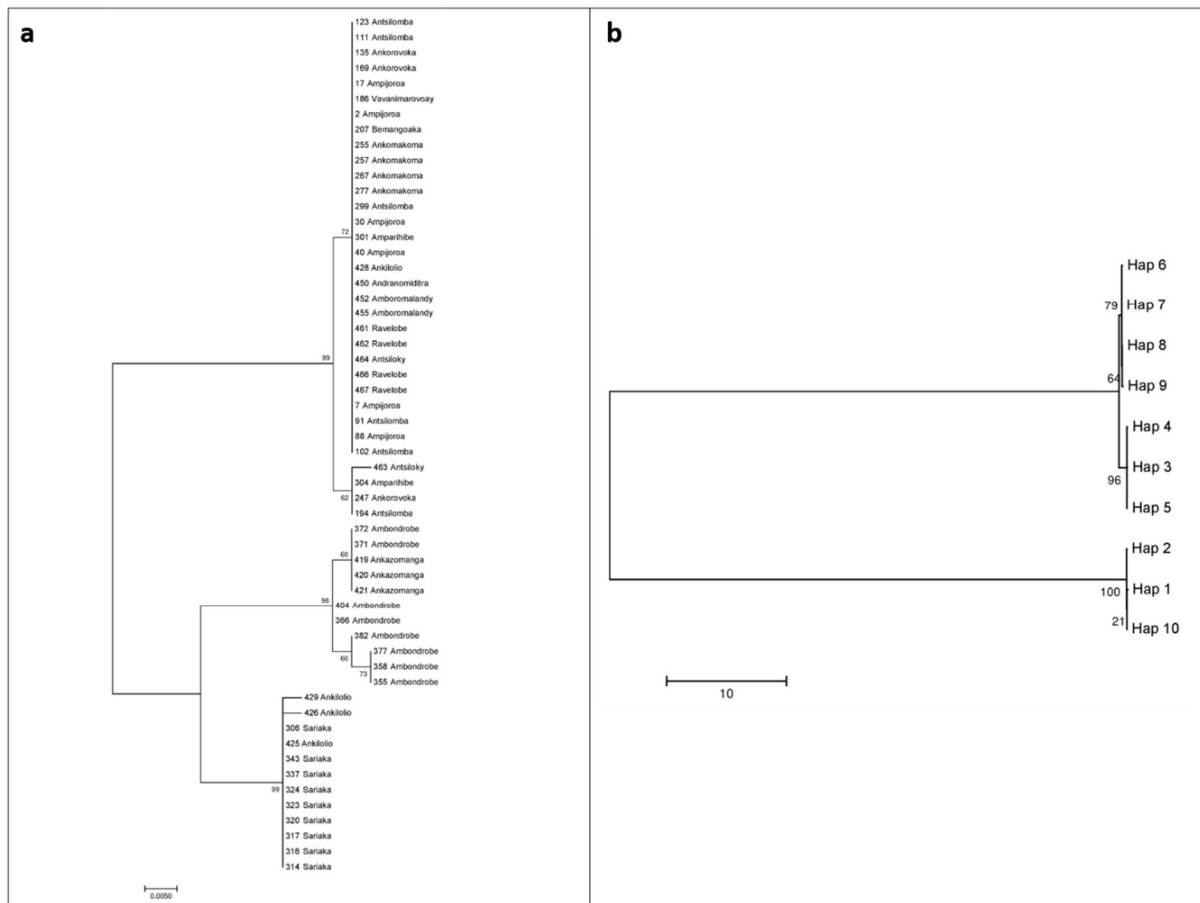 a
123 Antsilomba
111 Antsilomba
135 Ankorovoka
169 Ankorovoka
17 Ampijoroa
186 Vavanimarovoay
2 Ampijoroa
207 Bemangoaka
255 Ankomakoma
257 Ankomakoma
267 Ankomakoma
277 Ankomakoma
299 Antsilomba
30 Ampijoroa
72
301 Amparihibe
40 Ampijoroa
428 Ankilolio
450 Andranomiditra
452 Amboromalandy
455 Amboromalandy
461 Ravelobe
462 Ravelobe
99
464 Antsiloky
466 Ravelobe
467 Ravelobe
7 Ampijoroa
91 Antsilomba
88 Ampijoroa
102 Antsilomba
463 Antsiloky
304 Amparihibe
62
247 Ankorovoka
194 Antsilomba
372 Ambondrobe
371 Ambondrobe
60
419 Ankazomanga
420 Ankazomanga
421 Ankazomanga
96
404 Ambondrobe
366 Ambondrobe
382 Ambondrobe
60
377 Ambondrobe
358 Ambondrobe
73
355 Ambondrobe
429 Ankilolio
426 Ankilolio
306 Sariaka
425 Ankilolio
343 Sariaka
337 Sariaka
99
324 Sariaka
323 Sariaka
320 Sariaka
317 Sariaka
316 Sariaka
314 Sariaka
0.0050
b
Hap 6
79
Hap 7
Hap 8
64
Hap 9
Hap 4
Hap 3
96
Hap 5
Hap 2
100
Hap 1
21
Hap 10
10